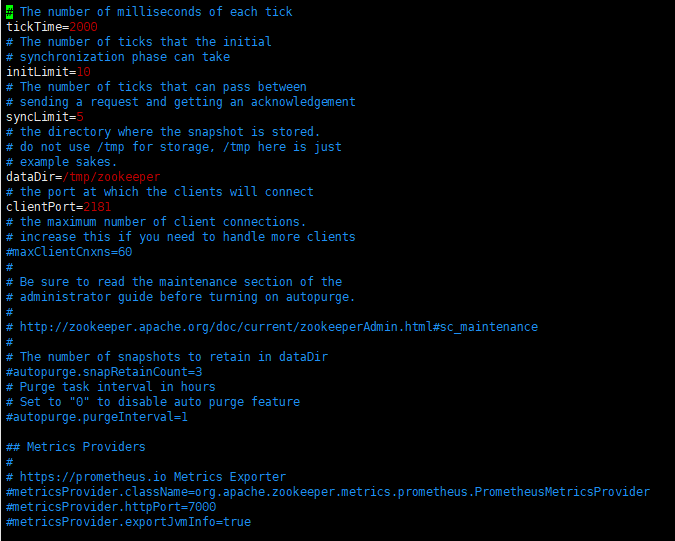 # The number of milliseconds of each tick
tickTime=2000
# The number of ticks that the initial
# synchronization phase can take
initLimit=10
# The number of ticks that can pass between
# sending a request and getting an acknowledgement
syncLimit=5
# the directory where the snapshot is stored.
# do not use /tmp for storage, /tmp here is just
# example sakes.
dataDir=/tmp/zookeeper
# the port at which the clients will connect
clientPort=2181
# the maximum number of client connections.
# increase this if you need to handle more clients
#maxClientCnxns=60
#
# Be sure to read the maintenance section of the
# administrator guide before turning on autopurge.
#
# http://zookeeper.apache.org/doc/current/zookeeperAdmin.html#sc_maintenance
#
# The number of snapshots to retain in dataDir
#autopurge.snapRetainCount=3
# Purge task interval in hours
# Set to "0" to disable auto purge feature
#autopurge.purgeInterval=1

## Metrics Providers
#
# https://prometheus.io Metrics Exporter
#metricsProvider.className=org.apache.zookeeper.metrics.prometheus.PrometheusMetricsProvider
#metricsProvider.httpPort=7000
#metricsProvider.exportJvmInfo=true